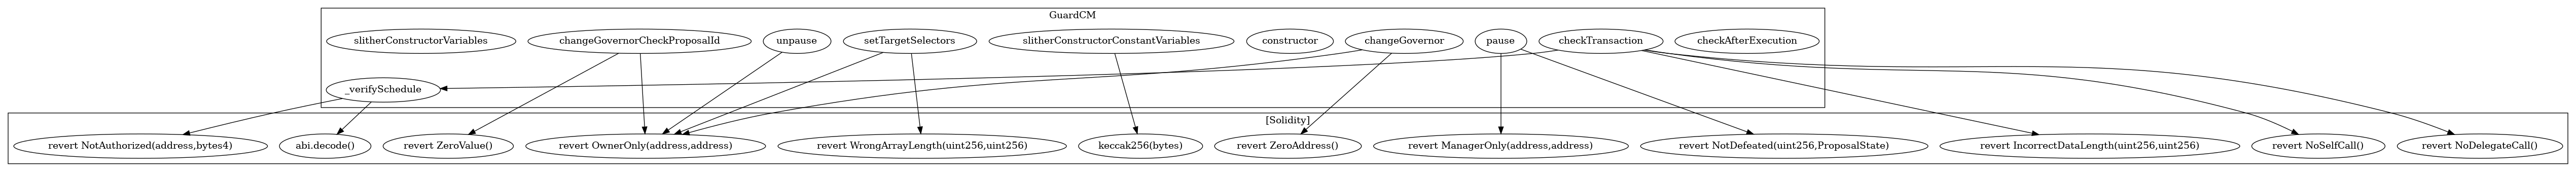 GuardCM
slitherConstructorVariables
changeGovernorCheckProposalId
unpause
setTargetSelectors
slitherConstructorConstantVariables
constructor
changeGovernor
pause
checkTransaction
checkAfterExecution
_verifySchedule
[Solidity]
revert NotAuthorized(address,bytes4)
abi.decode()
revert ZeroValue()
revert OwnerOnly(address,address)
revert WrongArrayLength(uint256,uint256)
keccak256(bytes)
revert ZeroAddress()
revert ManagerOnly(address,address)
revert NotDefeated(uint256,ProposalState)
revert IncorrectDataLength(uint256,uint256)
revert NoSelfCall()
revert NoDelegateCall()